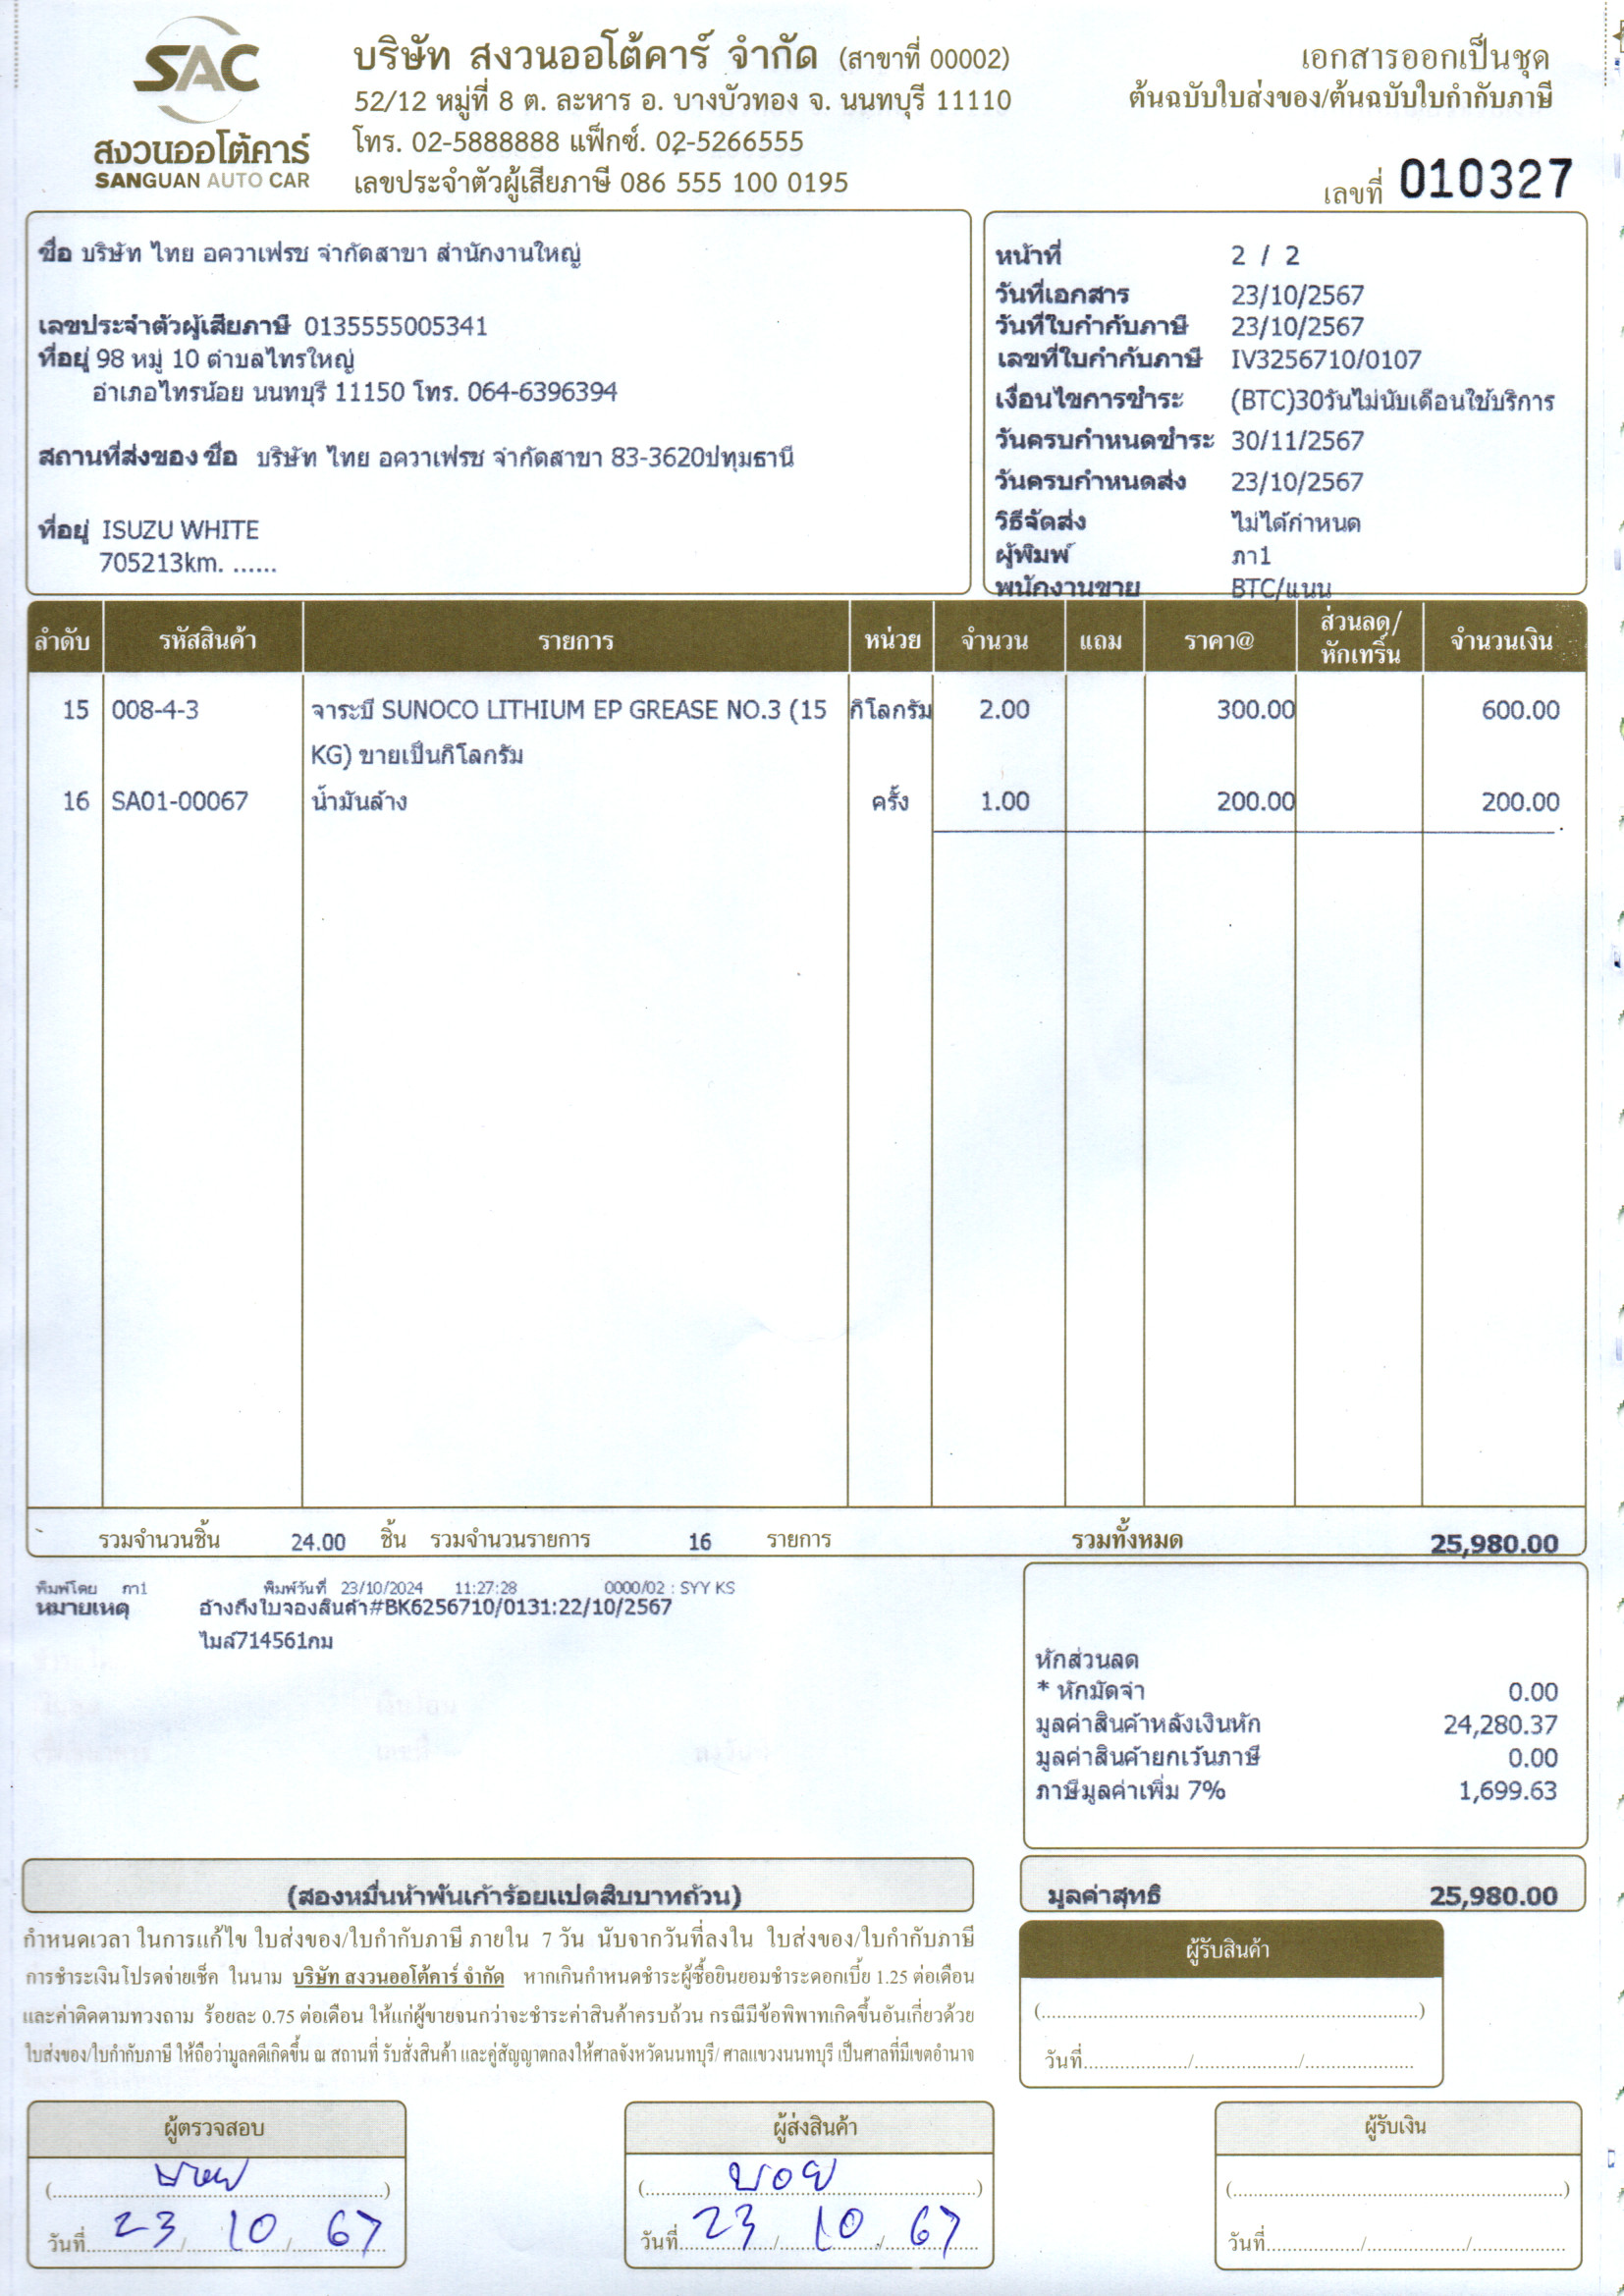 SAC
สงวนออโต้คาร์
SANGUAN AUTO CAR
บริษัท สงวนออโต้คาร์ จำกัด (สาขาที่ 00002)
52/12 หมู่ที่ 8 ต. ละหาร อ. บางบัวทอง จ. นนทบุรี 11110
โทร. 02-5888888 แฟ็กซ์. 02-5266555
เลขประจำตัวผู้เสียภาษี 086 555 100 0195
เอกสารออกเป็นชุด
ต้นฉบับใบส่งของ/ต้นฉบับใบกำกับภาษี
เลขที่ 010327
ชื่อ บริษัท ไทย อควาเฟรช จำกัดสาขา สำนักงานใหญ่
เลขประจำตัวผู้เสียภาษี 0135555005341
ที่อยู่ 98 หมู่ 10 ตำบลไทรใหญ่
อำเภอไทรน้อย นนทบุรี 11150 โทร. 064-6396394
สถานที่ส่งของ ชื่อ บริษัท ไทย อควาเฟรช จำกัดสาขา 83-3620ปทุมธานี
ที่อยู่ ISUZU WHITE
705213km. ......
หน้าที่ 2 / 2
วันที่เอกสาร 23/10/2567
วันที่ใบกำกับภาษี 23/10/2567
เลขที่ใบกำกับภาษี IV3256710/0107
เงื่อนไขการชำระ (BTC)30วันไม่นับเดือนใช้บริการ
วันครบกำหนดชำระ 30/11/2567
วันครบกำหนดส่ง 23/10/2567
วิธีจัดส่ง ไม่ได้กำหนด
ผู้พิมพ์ ภา1
พนักงานขาย BTC/แนน
ลำดับ รหัสสินค้า รายการ หน่วย จำนวน แถม ราคา@ ส่วนลด/หักเทริ์น จำนวนเงิน
15 008-4-3 จาระบี SUNOCO LITHIUM EP GREASE NO.3 (15 กิโลกรัม 2.00 300.00 600.00
KG) ขายเป็นกิโลกรัม
16 SA01-00067 น้ำมันล้าง ครั้ง 1.00 200.00 200.00
รวมจำนวนชิ้น 24.00 ชิ้น รวมจำนวนรายการ 16 รายการ รวมทั้งหมด 25,980.00
พิมพ์โดย ภา1 พิมพ์วันที่ 23/10/2024 11:27:28 0000/02 : SYY KS
หมายเหตุ อ้างถึงใบจองสินค้า#BK6256710/0131:22/10/2567
ไมล์714561กม
หักส่วนลด
* หักมัดจำ 0.00
มูลค่าสินค้าหลังเงินหัก 24,280.37
มูลค่าสินค้ายกเว้นภาษี 0.00
ภาษีมูลค่าเพิ่ม 7% 1,699.63
(สองหมื่นห้าพันเก้าร้อยแปดสิบบาทถ้วน)
มูลค่าสุทธิ 25,980.00
กำหนดเวลา ในการแก้ไข ใบส่งของ/ใบกำกับภาษี ภายใน 7 วัน นับจากวันที่ลงใน ใบส่งของ/ใบกำกับภาษี
การชำระเงินโปรดจ่ายเช็ค ในนาม บริษัท สงวนออโต้คาร์ จำกัด หากเกินกำหนดชำระผู้ซื้อยินยอมชำระดอกเบี้ย 1.25 ต่อเดือน
และค่าติดตามทวงถาม ร้อยละ 0.75 ต่อเดือน ให้แก่ผู้ขายจนกว่าจะชำระค่าสินค้าครบถ้วน กรณีมีข้อพิพาทเกิดขึ้นอันเกี่ยวด้วย
ใบส่งของ/ใบกำกับภาษี ให้ถือว่ามูลคดีเกิดขึ้น ณ สถานที่ รับสั่งสินค้า และคู่สัญญาตกลงให้ศาลจังหวัดนนทบุรี/ ศาลแขวงนนทบุรี เป็นศาลที่มีเขตอำนาจ
ผู้รับสินค้า
(........................)
วันที่........../........../..........
ผู้ตรวจสอบ
วันที่ 23 / 10 / 67
ผู้ส่งสินค้า
(บอย)
วันที่ 23 / 10 / 67
ผู้รับเงิน
(........................)
วันที่........../........../..........